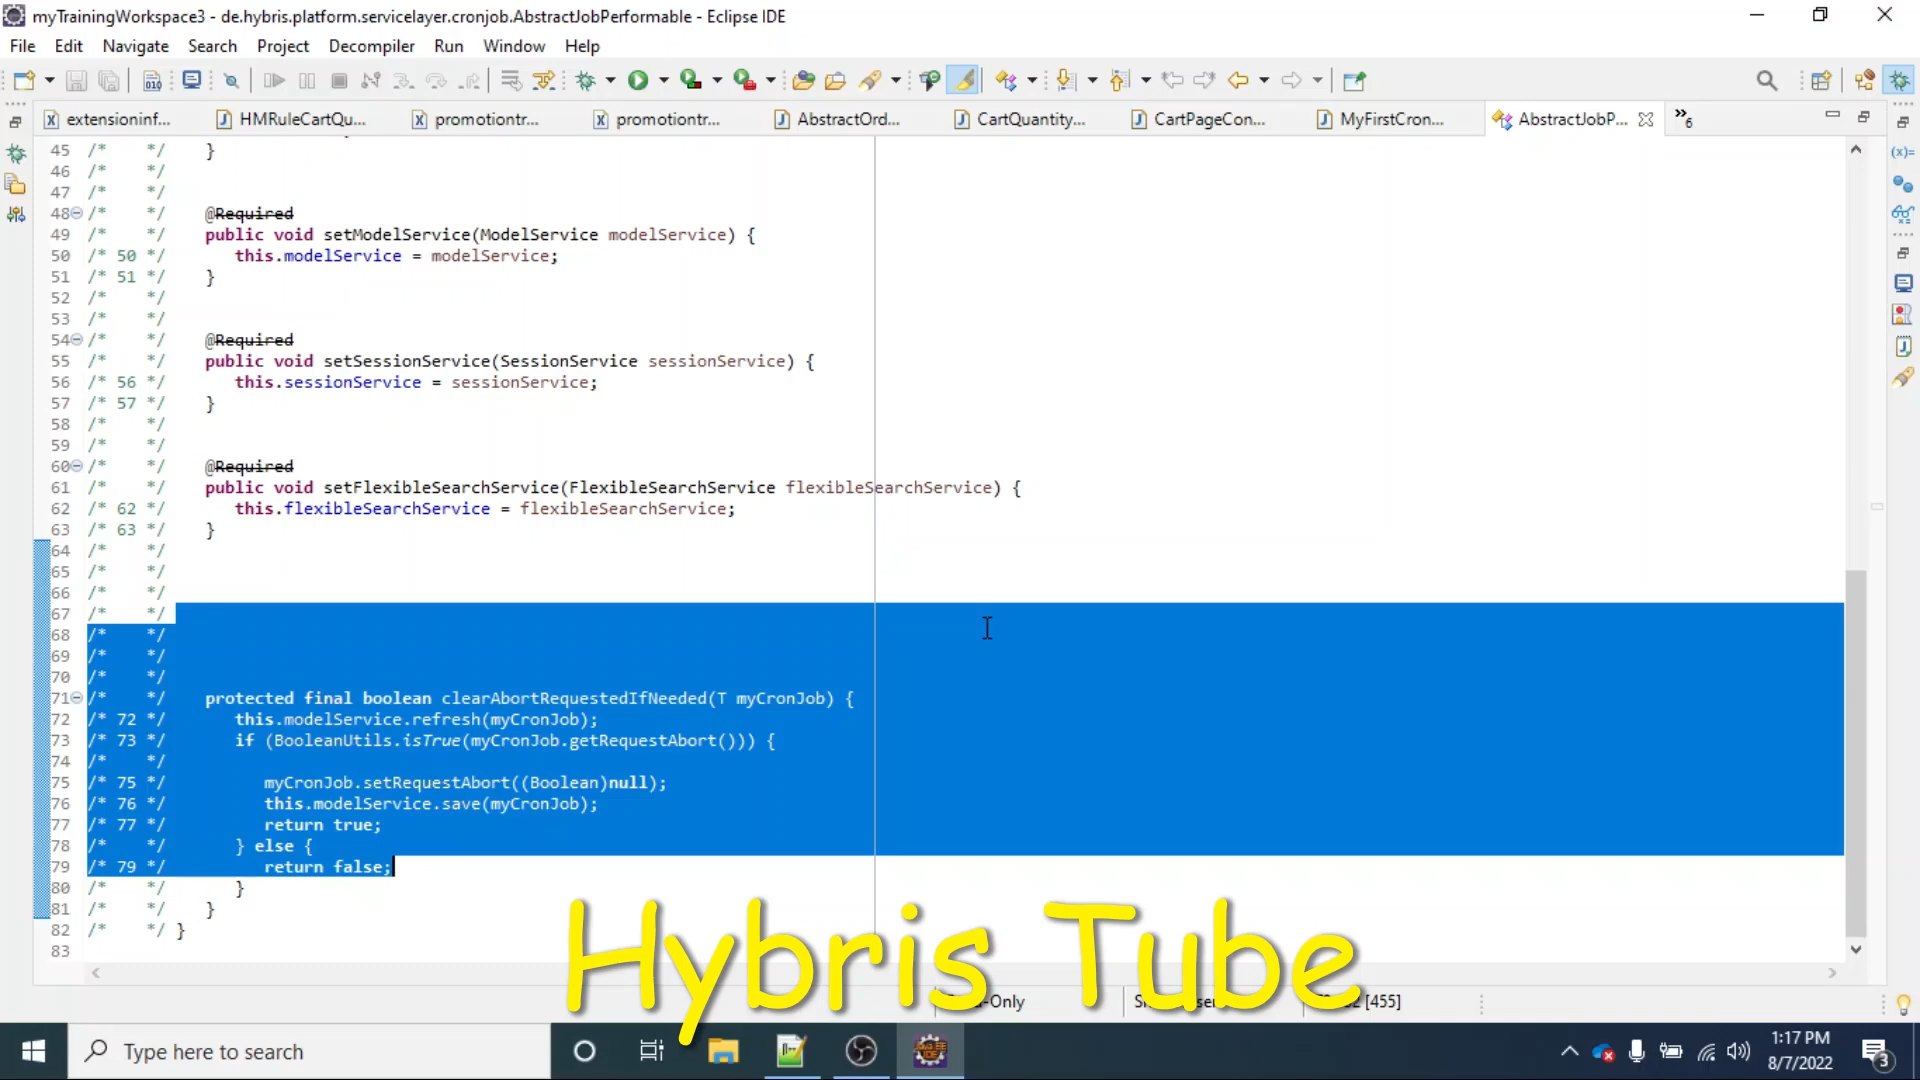 myTrainingWorkspace3 - de.hybris.platform.servicelayer.cronjob.AbstractJobPerformable - Eclipse IDE
File Edit Navigate Search Project Decompiler Run Window Help
extensioninf... HMRuleCartQu... promotiontr... promotiontr... AbstractOrd... CartQuantity... CartPageCon... MyFirstCron... AbstractJobP... »6
45 /* */ }
46 /* */
47 /* */
48 /* */ @Required
49 /* */ public void setModelService(ModelService modelService) {
50 /* 50 */ this.modelService = modelService;
51 /* 51 */ }
52 /* */
53 /* */
54 /* */ @Required
55 /* */ public void setSessionService(SessionService sessionService) {
56 /* 56 */ this.sessionService = sessionService;
57 /* 57 */ }
58 /* */
59 /* */
60 /* */ @Required
61 /* */ public void setFlexibleSearchService(FlexibleSearchService flexibleSearchService) {
62 /* 62 */ this.flexibleSearchService = flexibleSearchService;
63 /* 63 */ }
64 /* */
65 /* */
66 /* */
67 /* */
68 /* */
69 /* */
70 /* */
71 /* */ protected final boolean clearAbortRequestedIfNeeded(T myCronJob) {
72 /* 72 */ this.modelService.refresh(myCronJob);
73 /* 73 */ if (BooleanUtils.isTrue(myCronJob.getRequestAbort())) {
74 /* */
75 /* 75 */ myCronJob.setRequestAbort((Boolean)null);
76 /* 76 */ this.modelService.save(myCronJob);
77 /* 77 */ return true;
78 /* */ } else {
79 /* 79 */ return false;
80 /* */ }
81 /* */ }
82 /* */ }
83
Hybris Tube
[455]
Type here to search
1:17 PM
8/7/2022
3